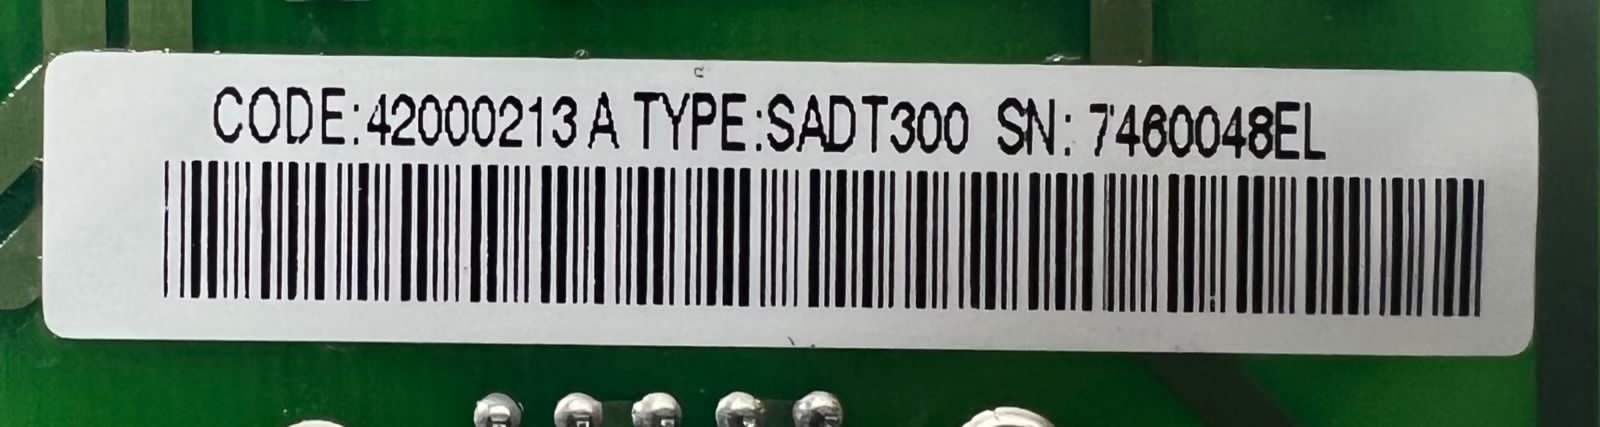 CODE:42000213 A TYPE:SADT300 SN: 7460048EL